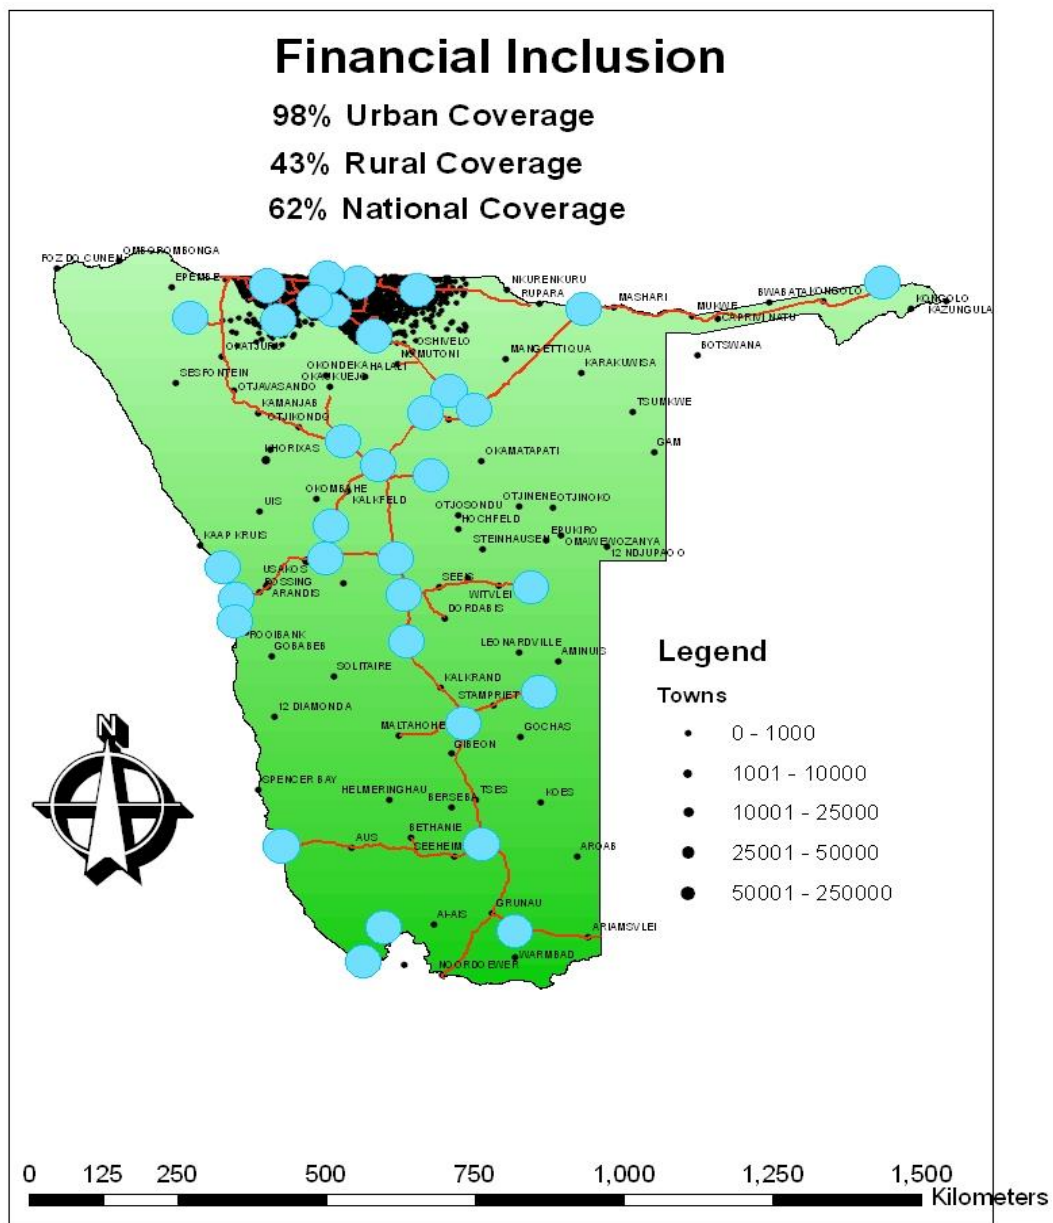 Financial Inclusion
98% Urban Coverage
43% Rural Coverage
62% National Coverage
OMBOROMBONGA
FOZ DO CUNEN
EPEMBE
NKURENKURU
RUPARA
MASHARI
MUKWE
BWABATA
KONGOLO
KONGOLO
KAZUNGULA
CAPRIVI NATU
BOTSWANA
OSHIVELO
NAMUTONI
MANGETTIQUA
KARAKUWISA
OKONDEKA
HALALI
OKAUKUEJO
SESFONTEIN
OTJAVASANDO
KAMANJAB
OTJIKONDO
TSUMKWE
GAM
KHORIXAS
OKAMATAPATI
OKOMBAHE
KALKFELD
UIS
OTJINENE
OTJINOKO
OTJOSONDU
HOCHFELD
EPUKIRO
STEINHAUSEN
OMAWEWOZANYA
12 NDJUPAOO
KAAP KRUIS
USAKOS
ROSSING
ARANDIS
SEEIS
WITVLEI
DORDABIS
ROOIBANK
GOBABEB
LEONARDVILLE
AMINUIS
SOLITAIRE
KALKRAND
STAMPRIET
12 DIAMONDA
MALTAHOHE
GOCHAS
GIBEON
SPENCER BAY
HELMERINGHAU
BERSEBA
TSES
KOES
BETHANIE
AUS
SEEHEIM
AROAB
GRUNAU
AI-AIS
ARIAMSVLEI
WARMBAD
NOORDOEWER
Legend
Towns
0 - 1000
1001 - 10000
10001 - 25000
25001 - 50000
50001 - 250000
N
0 125 250 500 750 1,000 1,250 1,500
Kilometers